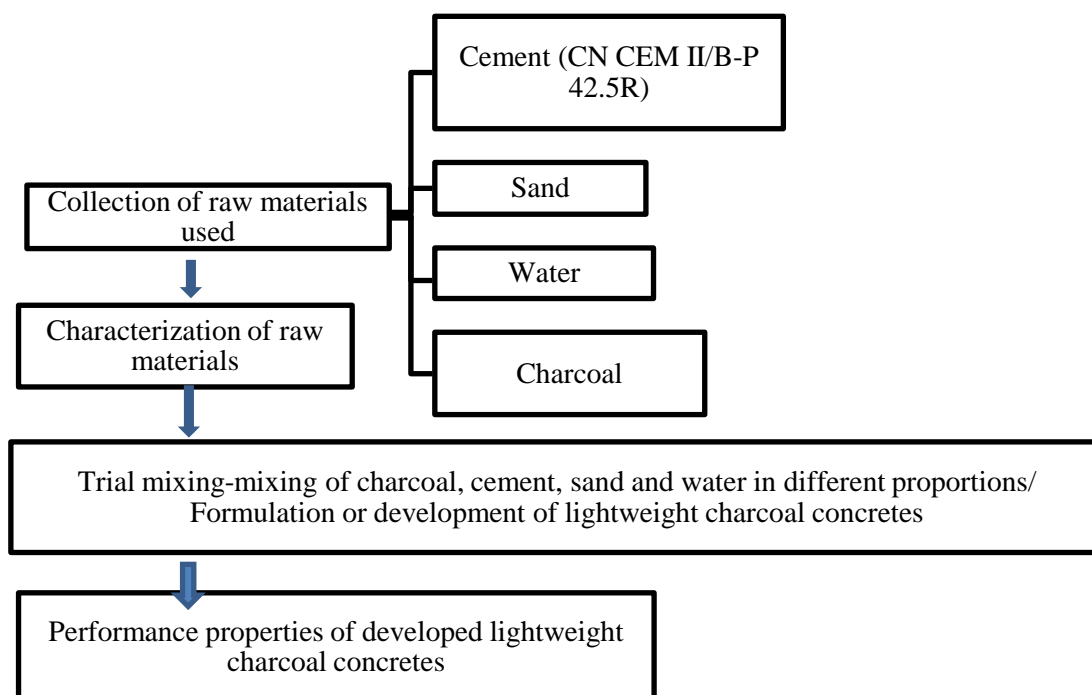 Cement (CN CEM II/B-P
42.5R)
Sand
Collection of raw materials
used
Water
Characterization of raw
materials
Charcoal
Trial mixing-mixing of charcoal, cement, sand and water in different proportions/
Formulation or development of lightweight charcoal concretes
Performance properties of developed lightweight
charcoal concretes